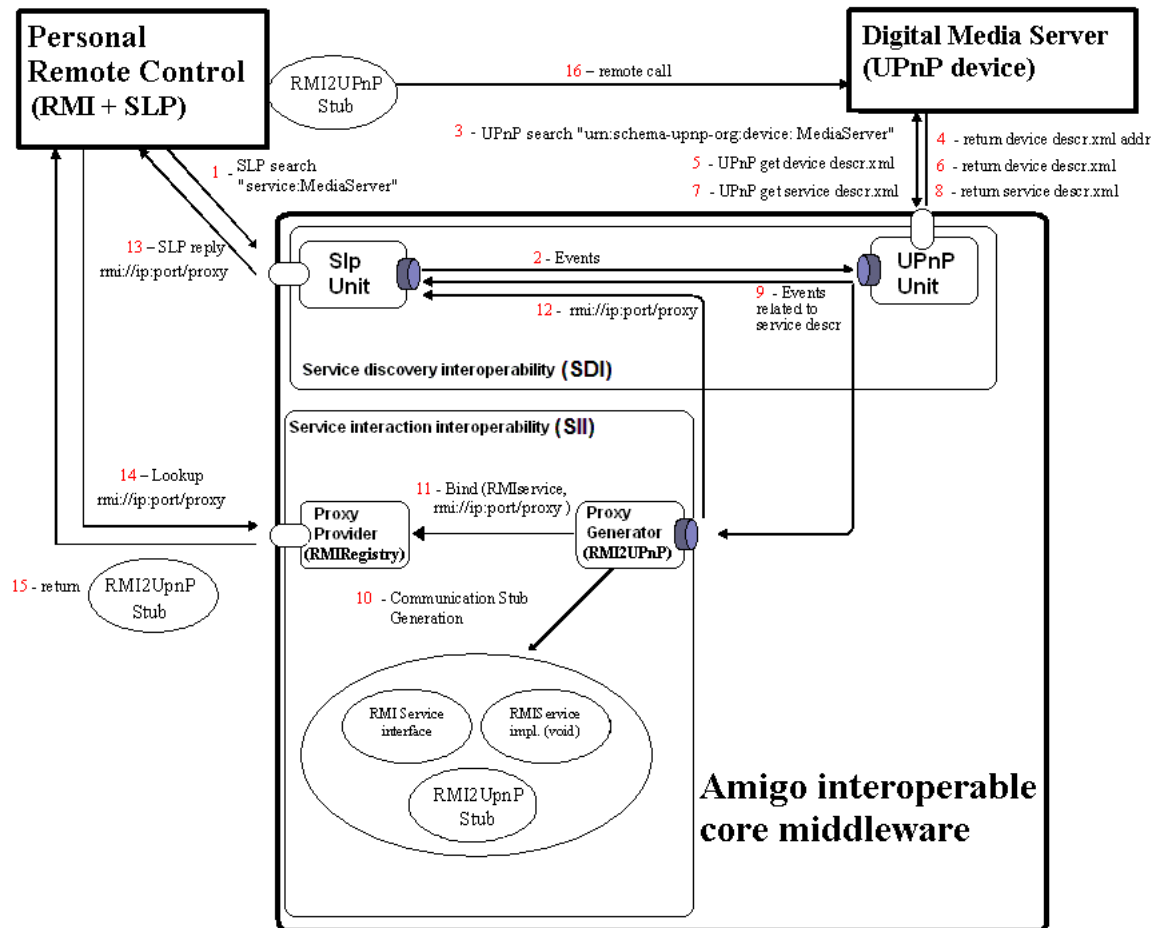 Personal
Remote Control
(RMI + SLP)
RMI2UPnP
Stub
16 – remote call
Digital Media Server
(UPnP device)
3 - UPnP search "urn:schema-upnp-org:device: MediaServer"
5 - UPnP get device descr.xml
7 - UPnP get service descr.xml
4 - return device descr.xml addr
6 - return device descr.xml
8 - return service descr.xml
1 - SLP search
"service:MediaServer"
13 – SLP reply
rmi://ip:port/proxy
Slp
Unit
2 - Events
UPnP
Unit
9 - Events
related to
service descr
12 - rmi://ip:port/proxy
Service discovery interoperability (SDI)
Service interaction interoperability (SII)
14 – Lookup
rmi://ip:port/proxy
11 - Bind (RMIservice,
rmi://ip:port/proxy )
Proxy
Provider
(RMIRegistry)
Proxy
Generator
(RMI2UPnP)
15 - return
RMI2UpnP
Stub
10 - Communication Stub
Generation
RMI Service
interface
RMIService
impl. (void)
RMI2UpnP
Stub
Amigo interoperable
core middleware